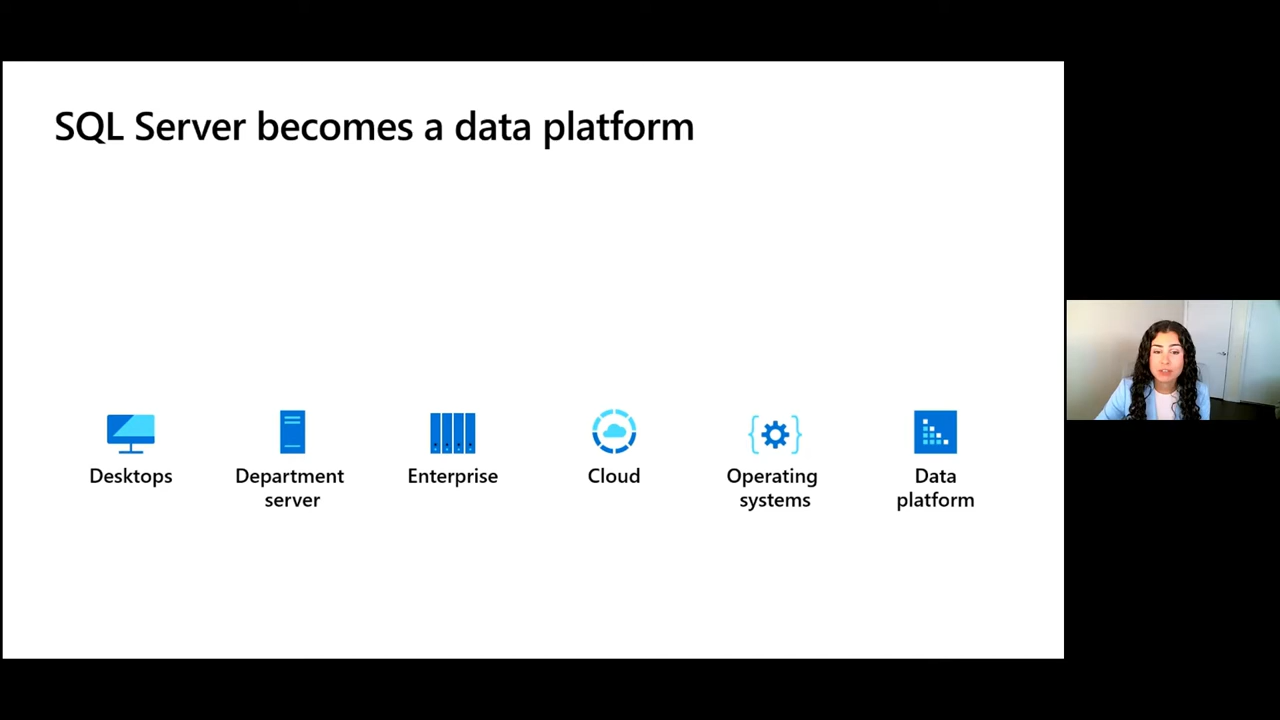 SQL Server becomes a data platform
Desktops
Department
server
Enterprise
Cloud
Operating
systems
Data
platform